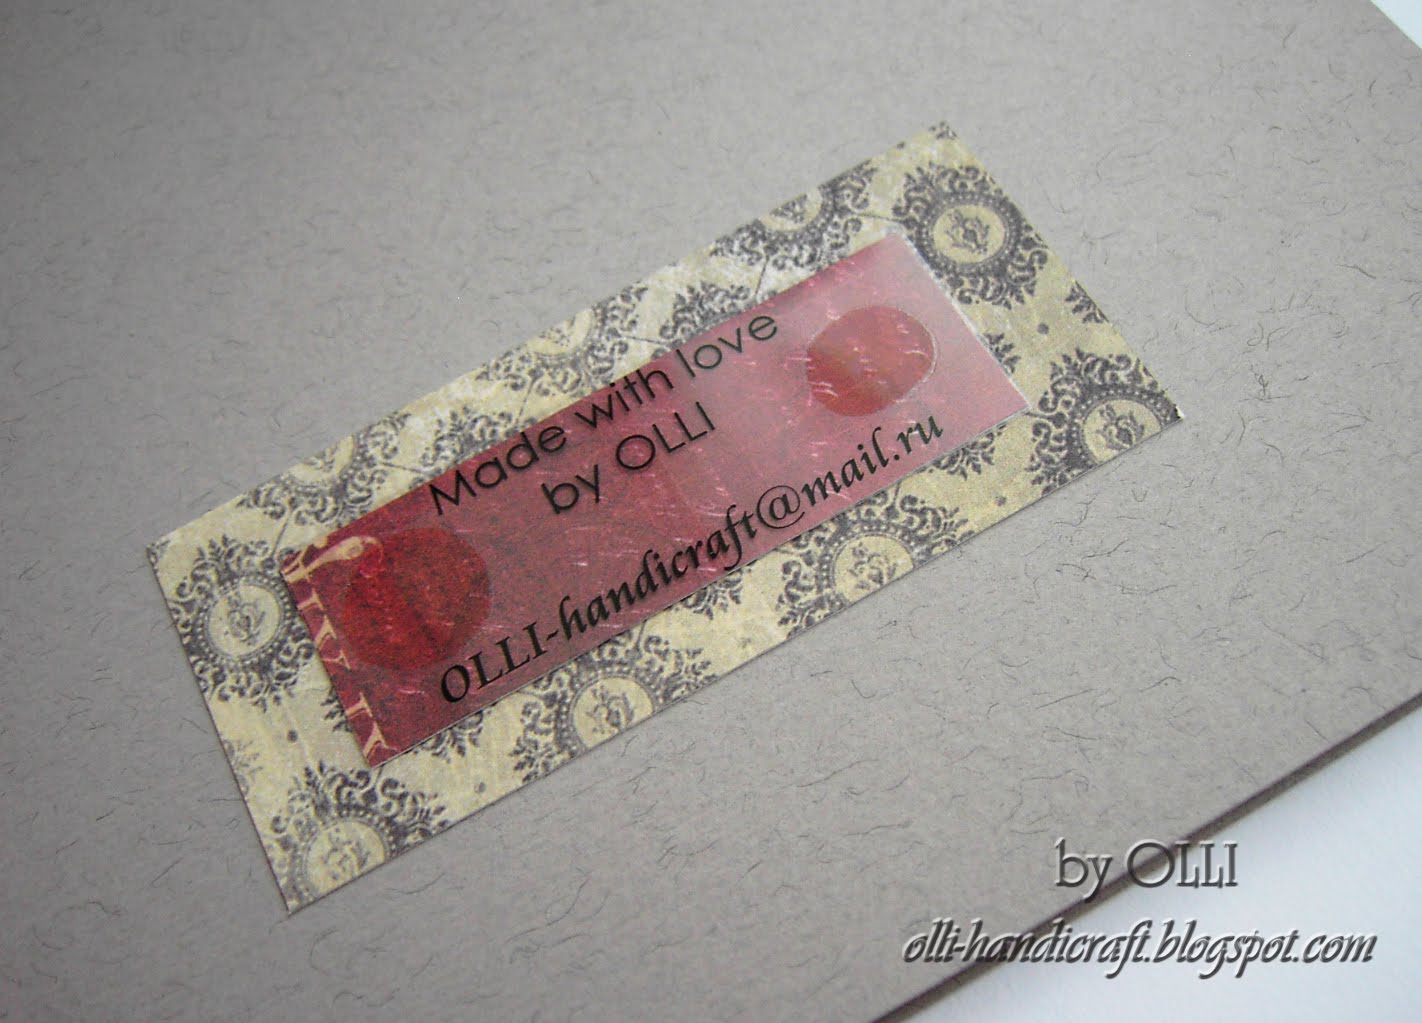 Made with love
by OLLI
OLLI-handicraft@mail.ru
by OLLI
olli-handicraft.blogspot.com